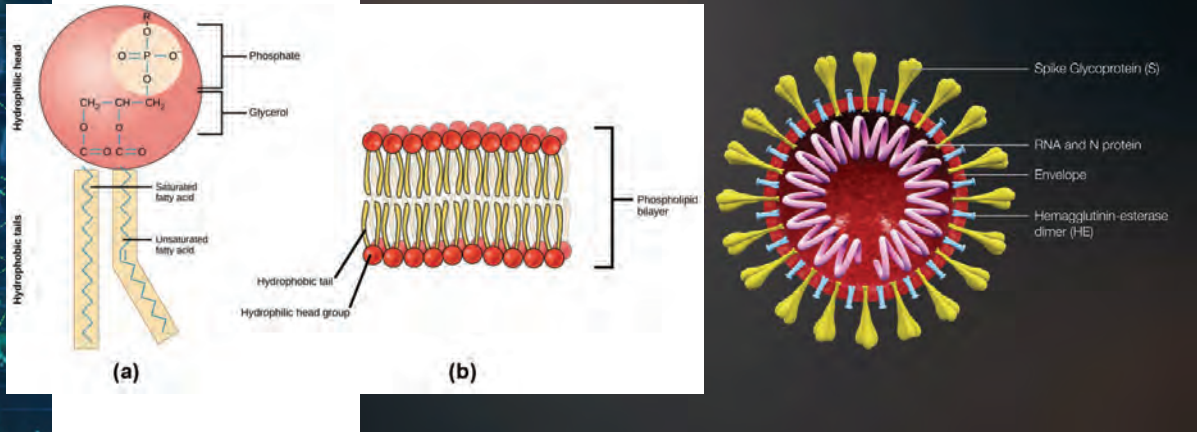 Hydrophilic head
Hydrophobic tails
R
O
O P O⁻
O
CH₂ CH CH₂
O O
C O C O
Phosphate
Glycerol
Saturated
fatty acid
Unsaturated
fatty acid
(a)
Hydrophobic tail
Hydrophilic head group
Phospholipid
bilayer
(b)
Spike Glycoprotein (S)
RNA and N protein
Envelope
Hemagglutinin-esterase
dimer (HE)